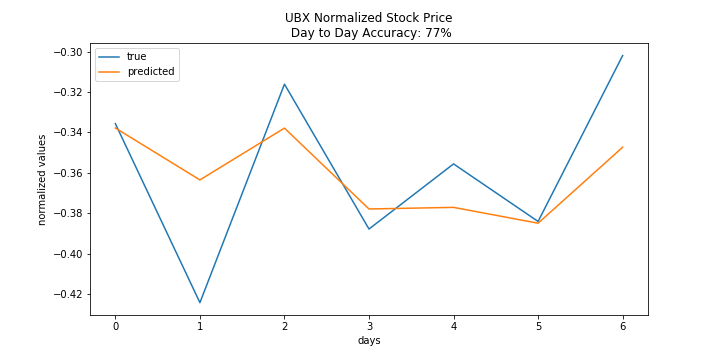 UBX Normalized Stock Price
Day to Day Accuracy: 77%
true
predicted
normalized values
−0.30
−0.32
−0.34
−0.36
−0.38
−0.40
−0.42
0 1 2 3 4 5 6
days